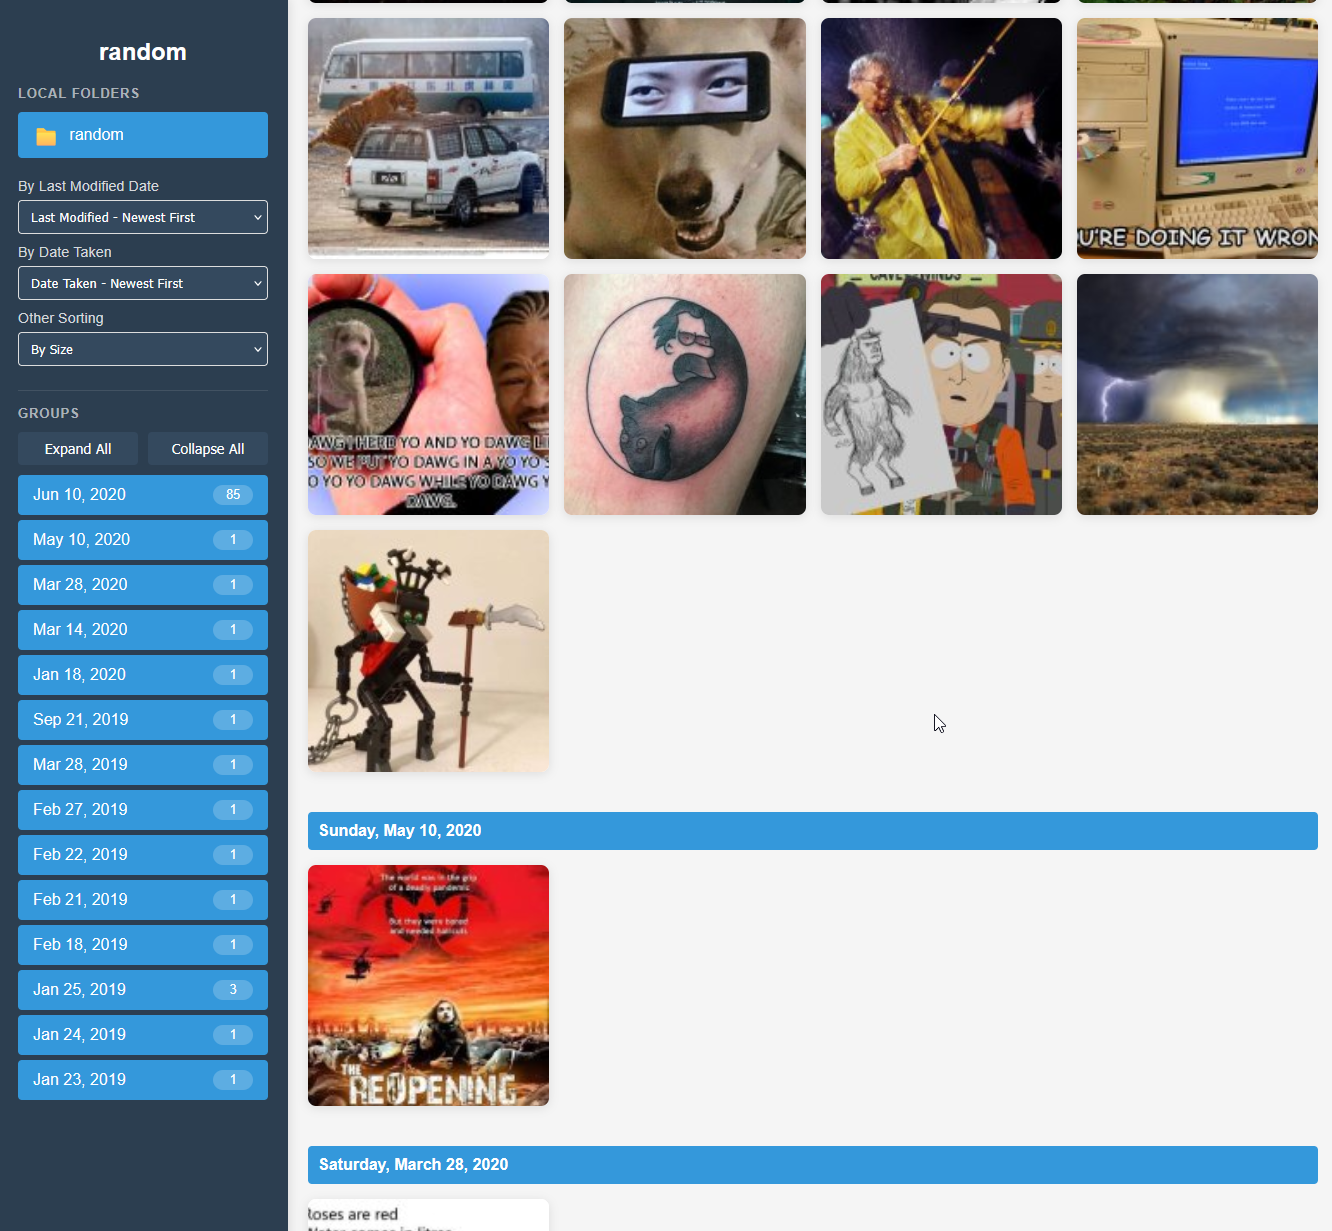 random
LOCAL FOLDERS
random
By Last Modified Date
Last Modified - Newest First
By Date Taken
Date Taken - Newest First
Other Sorting
By Size
GROUPS
Expand All
Collapse All
Jun 10, 2020
85
May 10, 2020
1
Mar 28, 2020
1
Mar 14, 2020
1
Jan 18, 2020
1
Sep 21, 2019
1
Mar 28, 2019
1
Feb 27, 2019
1
Feb 22, 2019
1
Feb 21, 2019
1
Feb 18, 2019
1
Jan 25, 2019
3
Jan 24, 2019
1
Jan 23, 2019
1
U'RE DOING IT WRON
AWG I HERD YO AND YO DAWG LI
SO WE PUT YO DAWG IN A YO YO S
O YO YO DAWG WHILE YO DAWG Y
DAWG.
Sunday, May 10, 2020
The world was in the grip
of a deadly pandemic
But they were bored
and needed haircuts
THE
REOPENING
Saturday, March 28, 2020
Roses are red